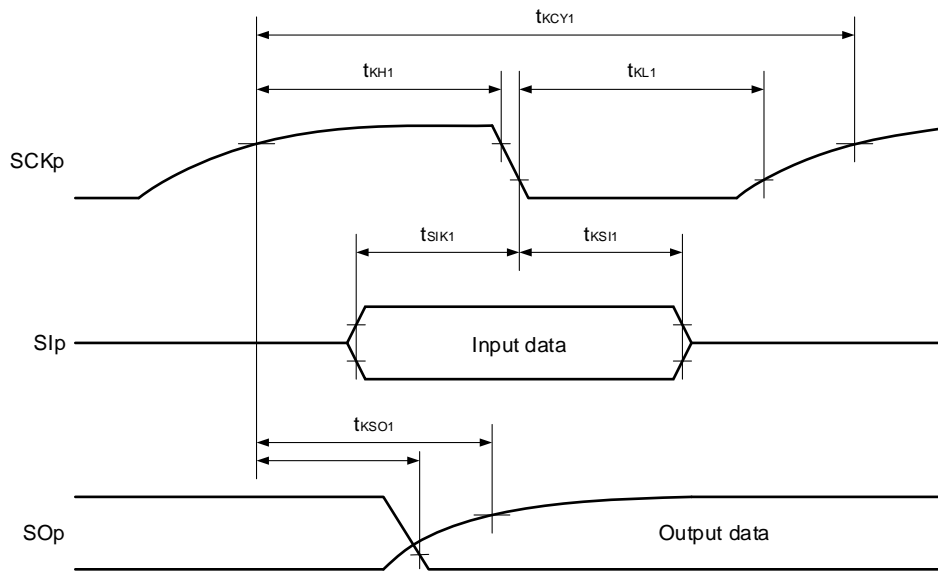 tKCY1
tKH1
tKL1
SCKp
tSIK1
tKSI1
SIp
Input data
tKSO1
SOp
Output data